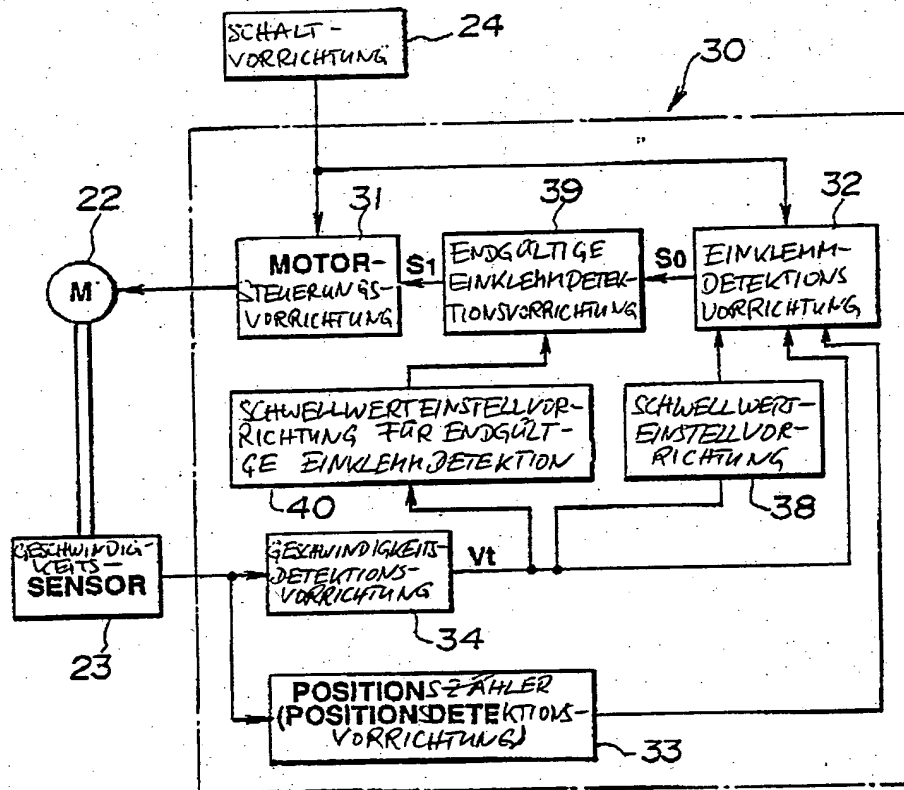 SCHALT-
VORRICHTUNG
24
30
22
M
31
MOTOR-
STEUERUNGS-
VORRICHTUNG
S1
39
ENDGÜLTIGE
EINKLEMMDETEK-
TIONSVORRICHTUNG
S0
32
EINKLEMM-
DETEKTIONS
VORRICHTUNG
SCHWELLWERTEINSTELLVOR-
RICHTUNG FÜR ENDGÜLT-
GE EINKLEMMDETEKTION
40
SCHWELLWERT-
EINSTELLVOR-
RICHTUNG
38
GESCHWINDIG-
KEITS-
SENSOR
23
GESCHWINDIGKEITS-
DETEKTIONS-
VORRICHTUNG
Vt
34
POSITIONSZÄHLER
(POSITIONSDETEKTIONS-
VORRICHTUNG)
33